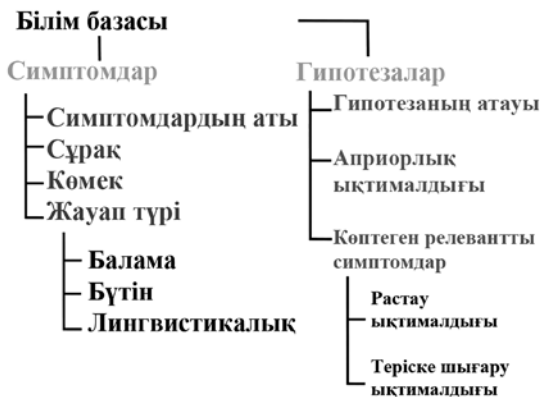 Білім базасы
Симптомдар
Симптомдардың аты
Сұрақ
Көмек
Жауап түрі
Балама
Бүтін
Лингвистикалық
Гипотезалар
Гипотезаның атауы
Априорлық
ықтималдығы
Көптеген релевантты
симптомдар
Растау
ықтималдығы
Теріске шығару
ықтималдығы